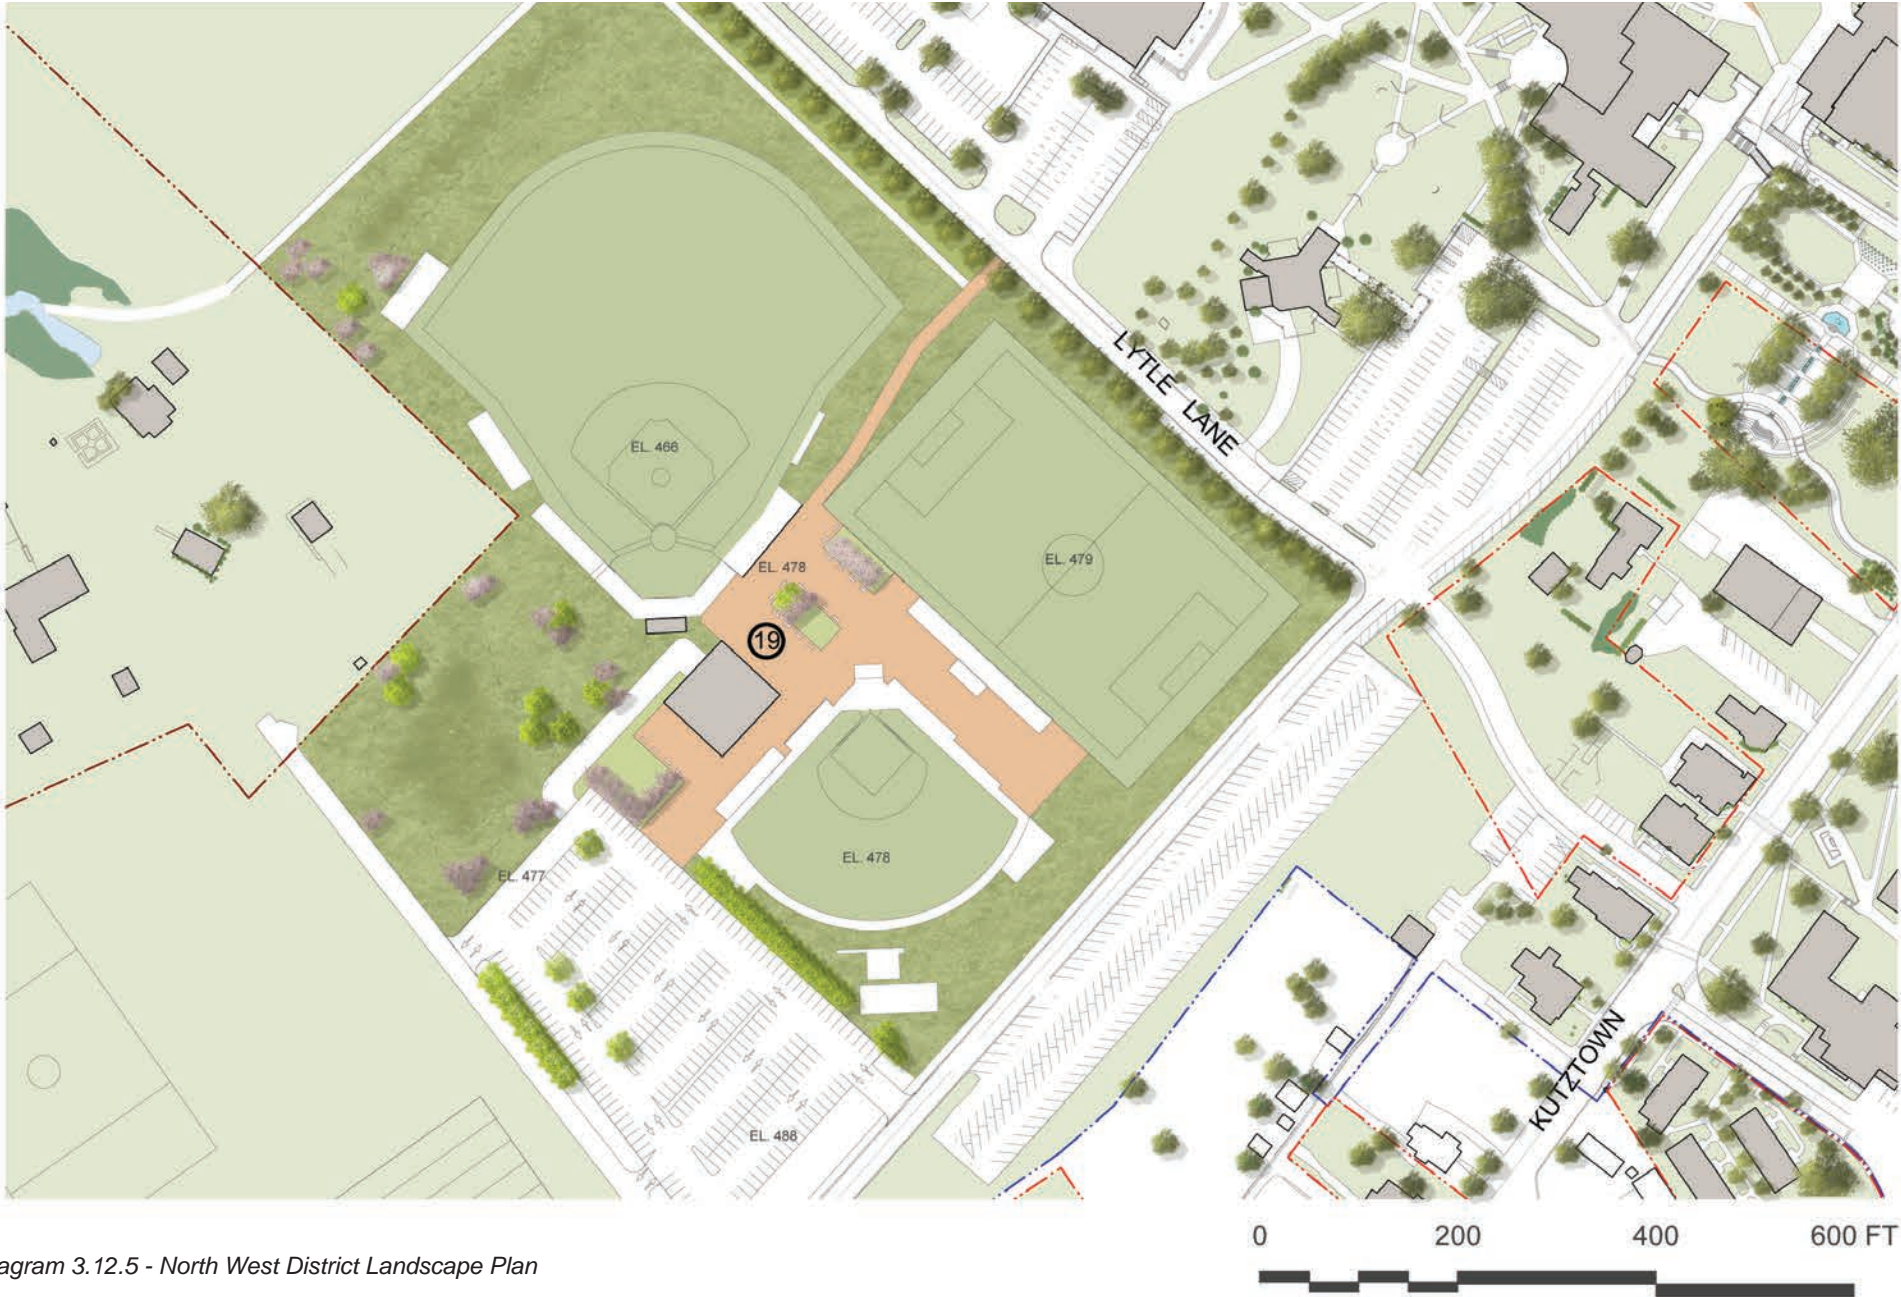 LYTLE LANE
EL. 466
EL. 478
EL. 479
19
EL. 478
EL. 477
KUTZTOWN
EL. 488
0 200 400 600 FT
agram 3.12.5 - North West District Landscape Plan